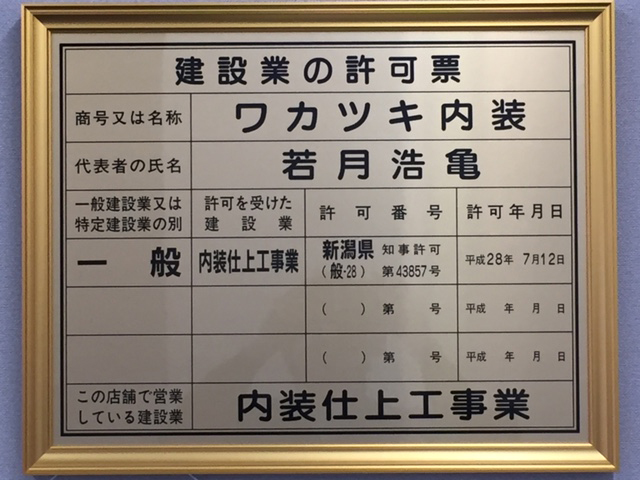 建設業の許可票
商号又は名称 ワカツキ内装
代表者の氏名 若月浩亀
一般建設業又は
特定建設業の別
許可を受けた
建設業
許可番号
許可年月日
一般 内装仕上工事業
新潟県 知事許可
(般-28) 第43857号
平成28年 7月12日
( ) 第 号 平成 年 月 日
( ) 第 号 平成 年 月 日
この店舗で営業
している建設業
内装仕上工事業